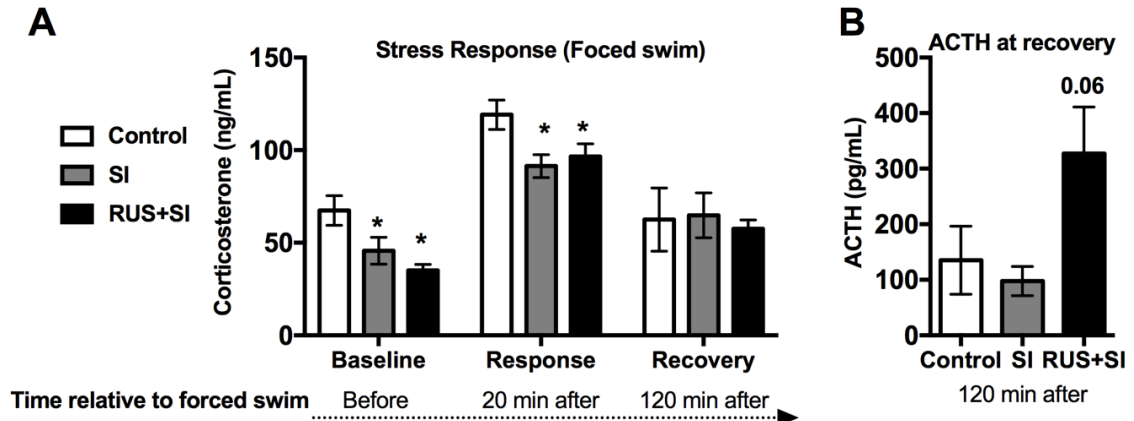 A
Stress Response (Foced swim)
Corticosterone (ng/mL)
150
100
50
0
Control
SI
RUS+SI
* *
* *
Baseline Response Recovery
Time relative to forced swim Before 20 min after 120 min after
B
ACTH at recovery
ACTH (pg/mL)
500
400
300
200
100
0
0.06
Control SI RUS+SI
120 min after